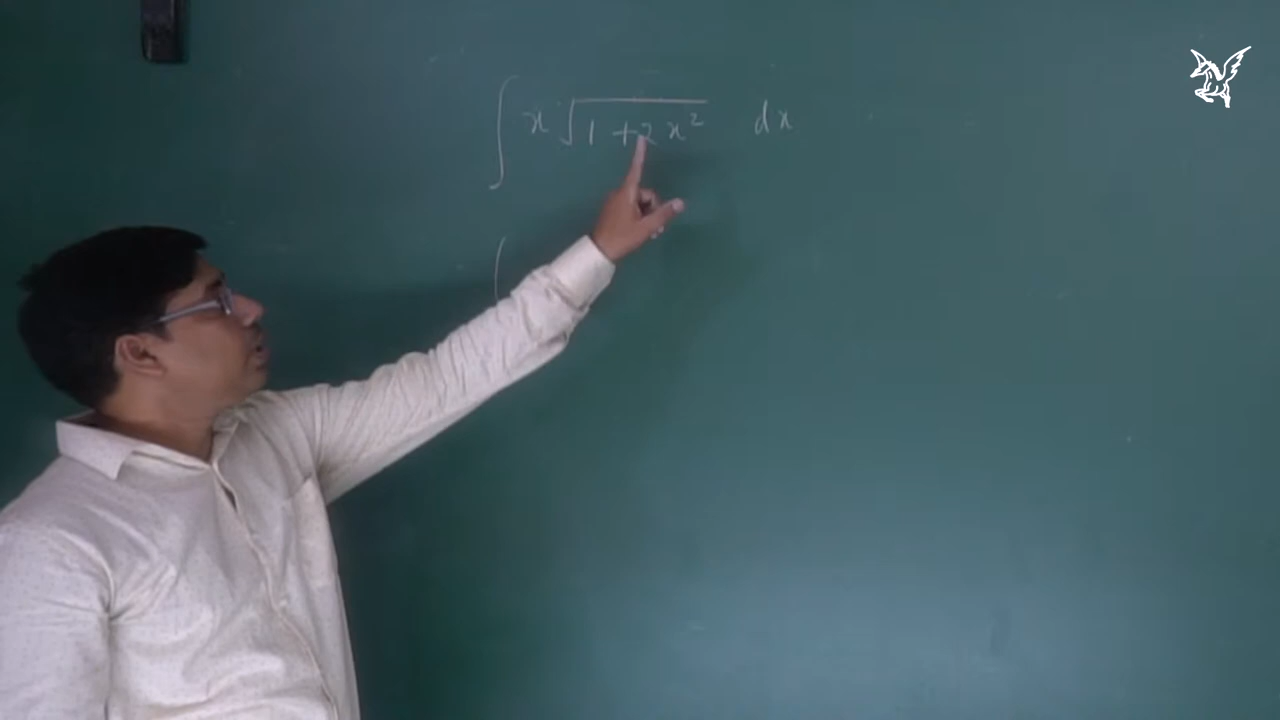 ∫ x √(1 + 2x²) dx
∫